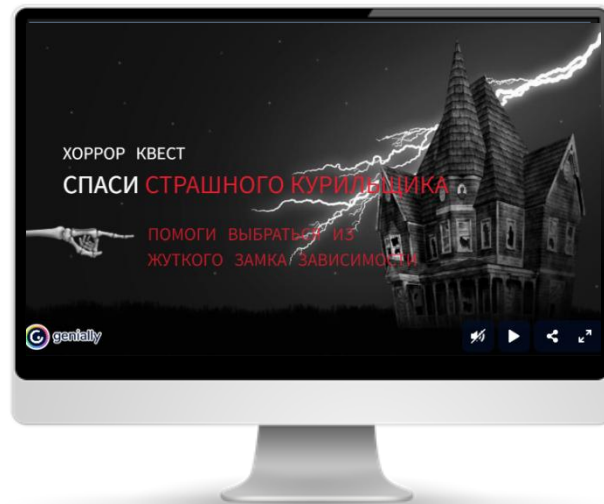 ХОРРОР КВЕСТ
СПАСИ СТРАШНОГО КУРИЛЬЩИКА
ПОМОГИ ВЫБРАТЬСЯ ИЗ
ЖУТКОГО ЗАМКА ЗАВИСИМОСТИ
genially